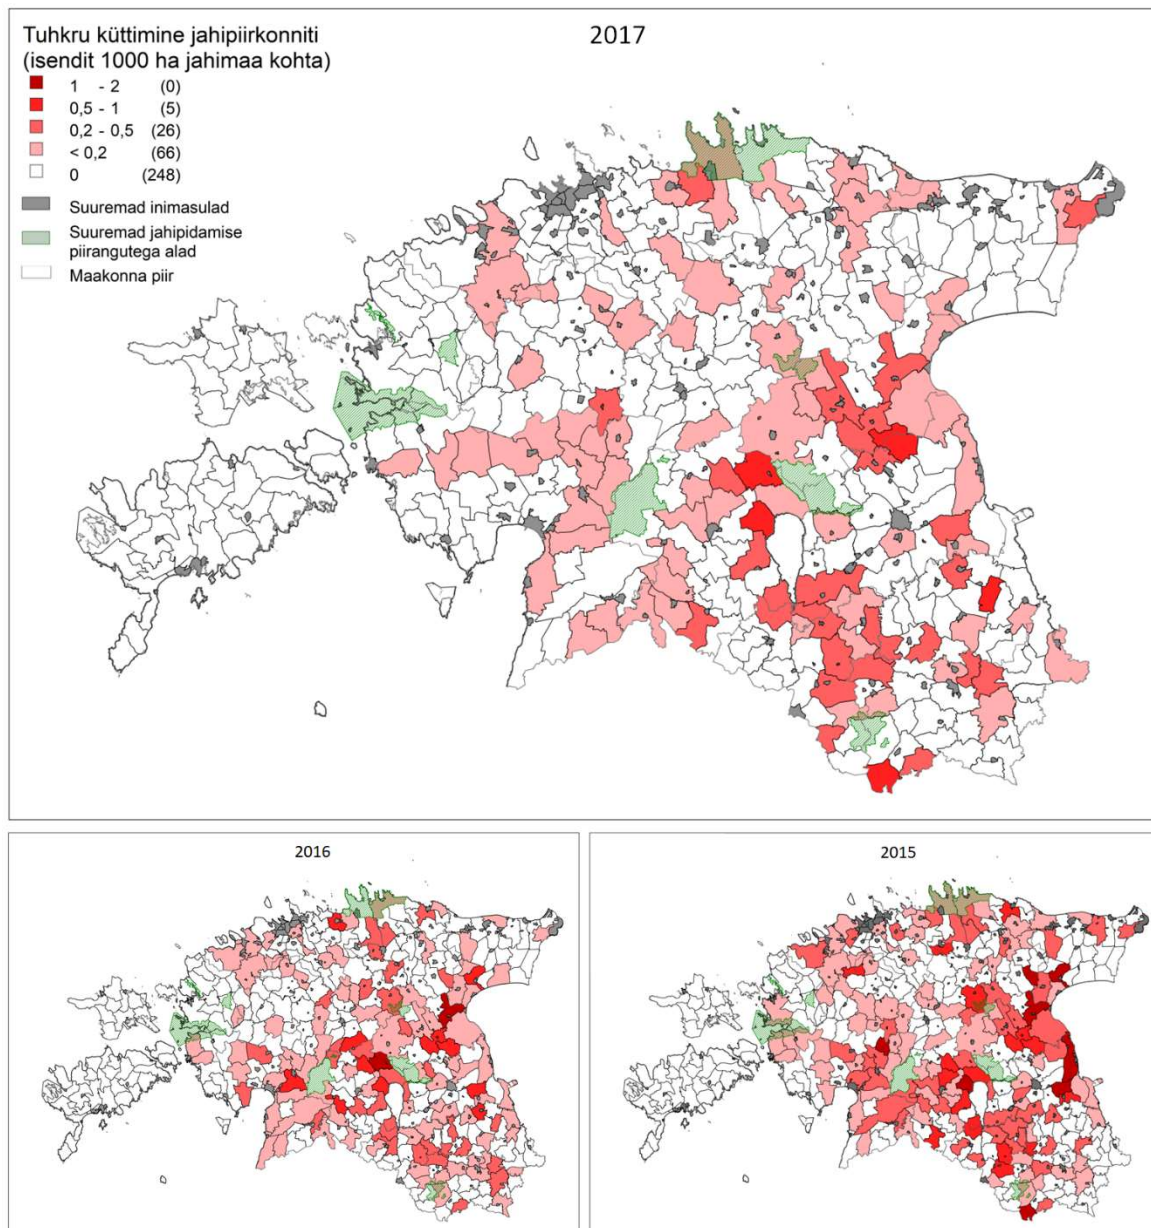 Tuhkru küttimine jahipiirkonniti
(isendit 1000 ha jahimaa kohta)
2017
1 - 2 (0)
0,5 - 1 (5)
0,2 - 0,5 (26)
< 0,2 (66)
0 (248)
Suuremad inimasulad
Suuremad jahipidamise
piirangutega alad
Maakonna piir
2016
2015